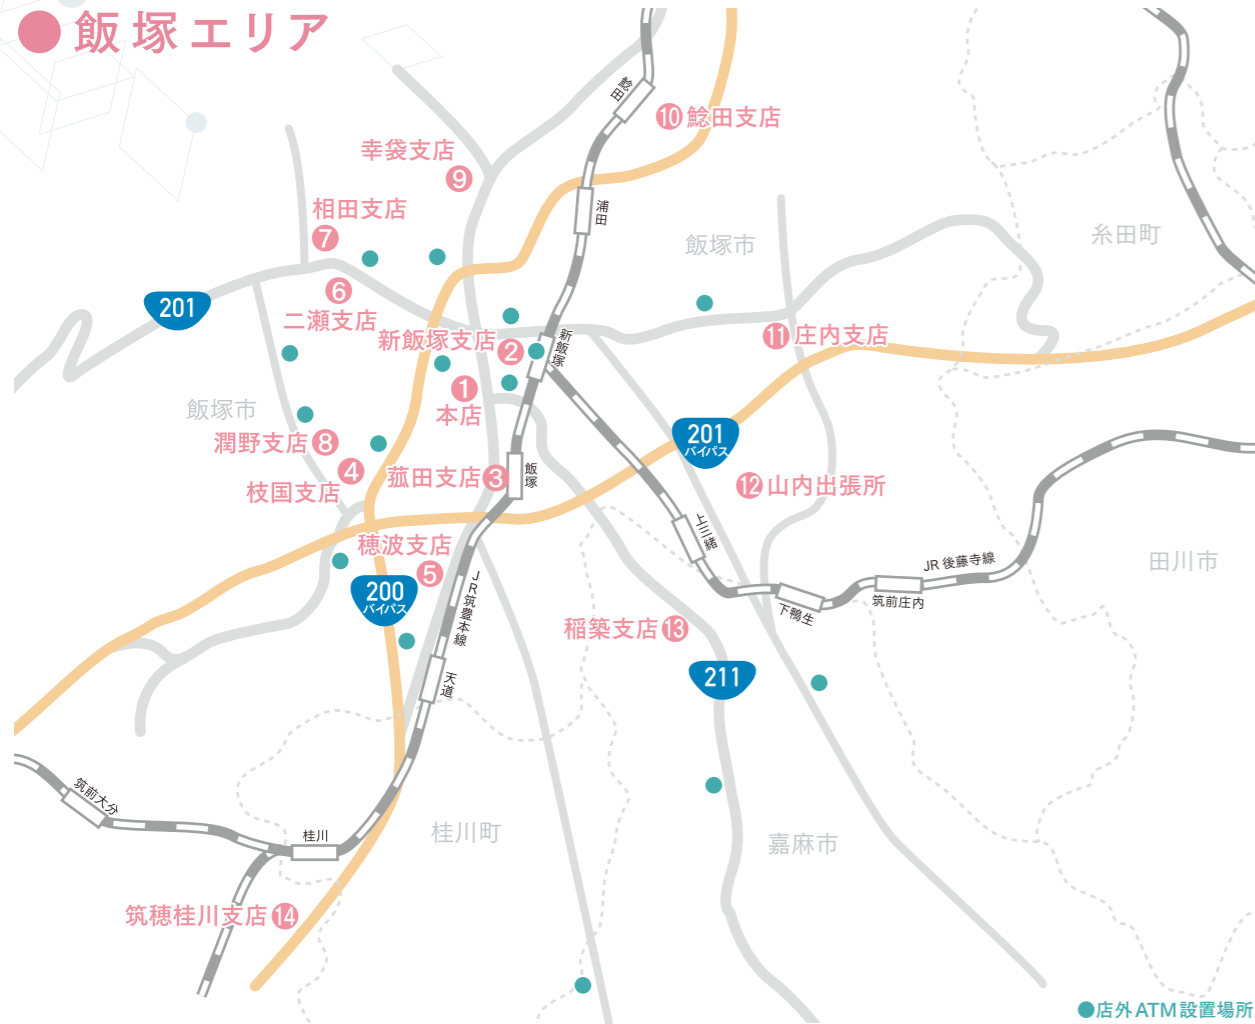 飯塚エリア
鯰田
⑩鯰田支店
幸袋支店
⑨
相田支店
⑦
浦田
飯塚市
糸田町
⑥
二瀬支店
201
新飯塚支店②
新飯塚
⑪庄内支店
①
本店
飯塚市
潤野支店⑧
④
枝国支店
菰田支店③
飯塚
201
バイパス
⑫山内出張所
上三緒
穂波支店
⑤
200
バイパス
JR筑豊本線
JR後藤寺線
田川市
下鴨生
筑前庄内
稲築支店⑬
211
天道
筑前大分
桂川
桂川町
嘉麻市
筑穂桂川支店⑭
●店外ATM設置場所